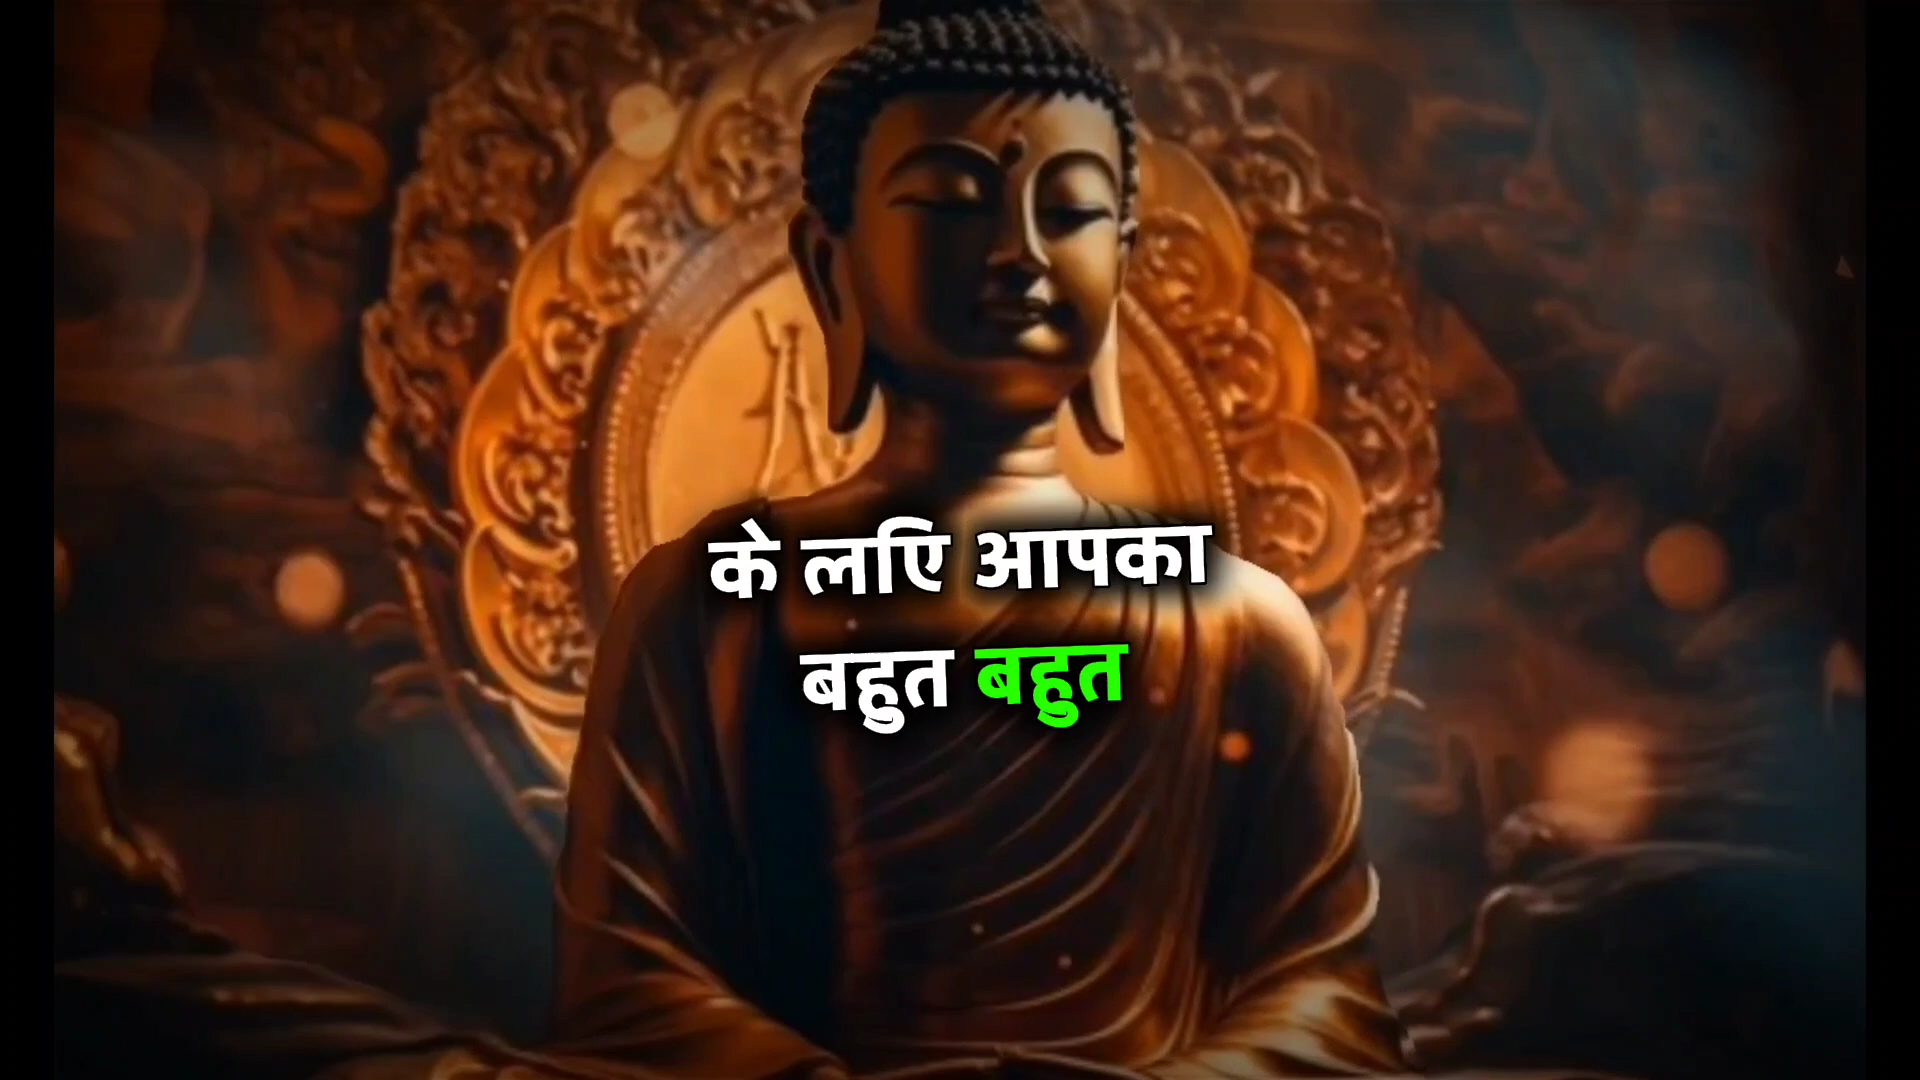 के लिए आपका
बहुत बहुत